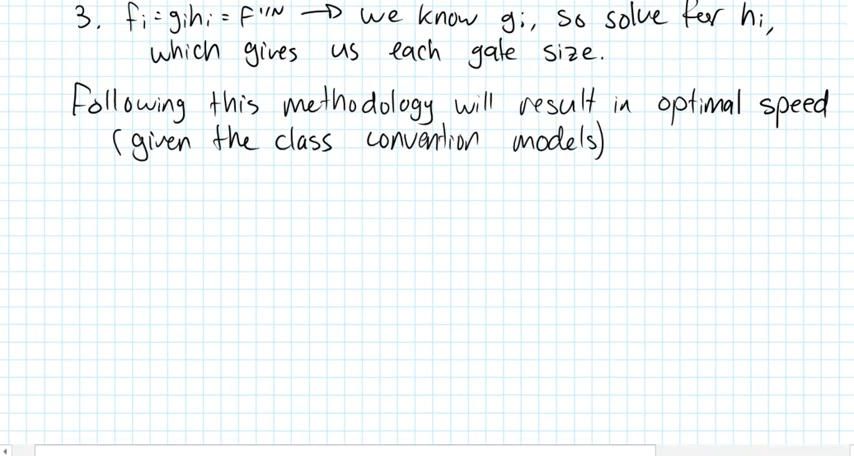 3. fi = gihi = F^1/N → we know gi, so solve for hi,
which gives us each gate size.
Following this methodology will result in optimal speed
(given the class convention models)